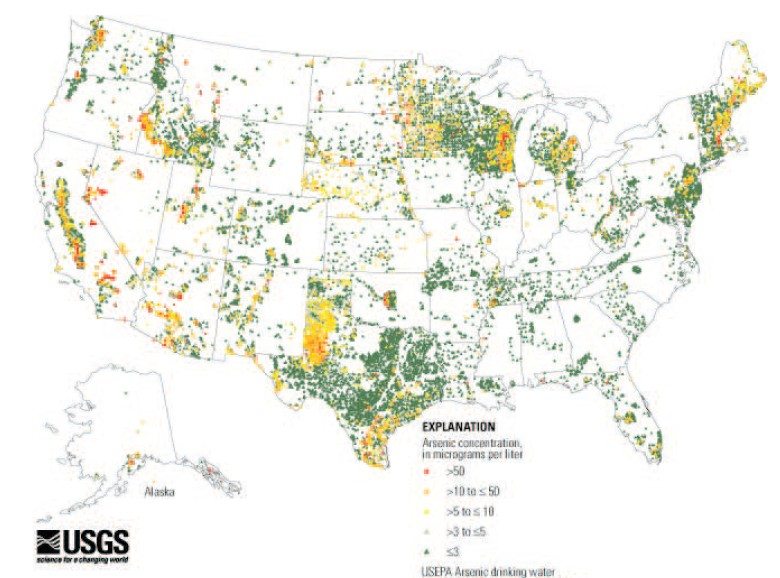 EXPLANATION
Arsenic concentration,
in micrograms per liter
>50
>10 to ≤ 50
>5 to ≤ 10
>3 to ≤5
≤3
Alaska
USGS
science for a changing world
USEPA Arsenic drinking water